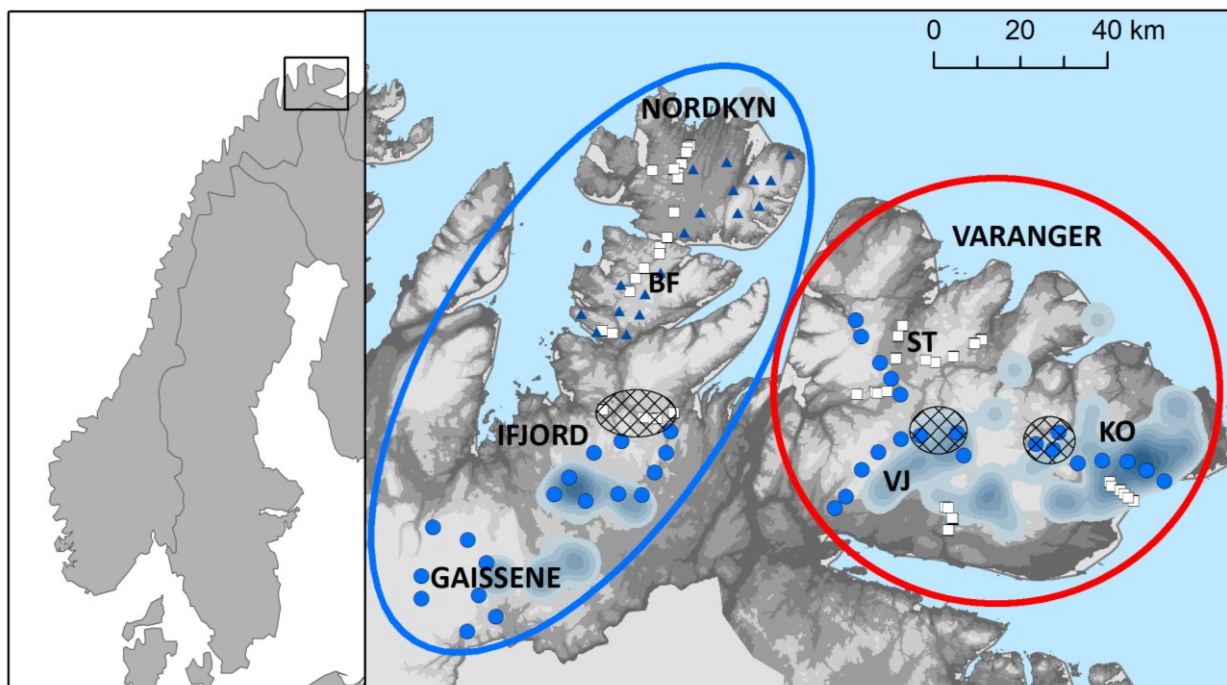 0 20 40 km
NORDKYN
VARANGER
BF
ST
IFJORD
KO
VJ
GAISSENE